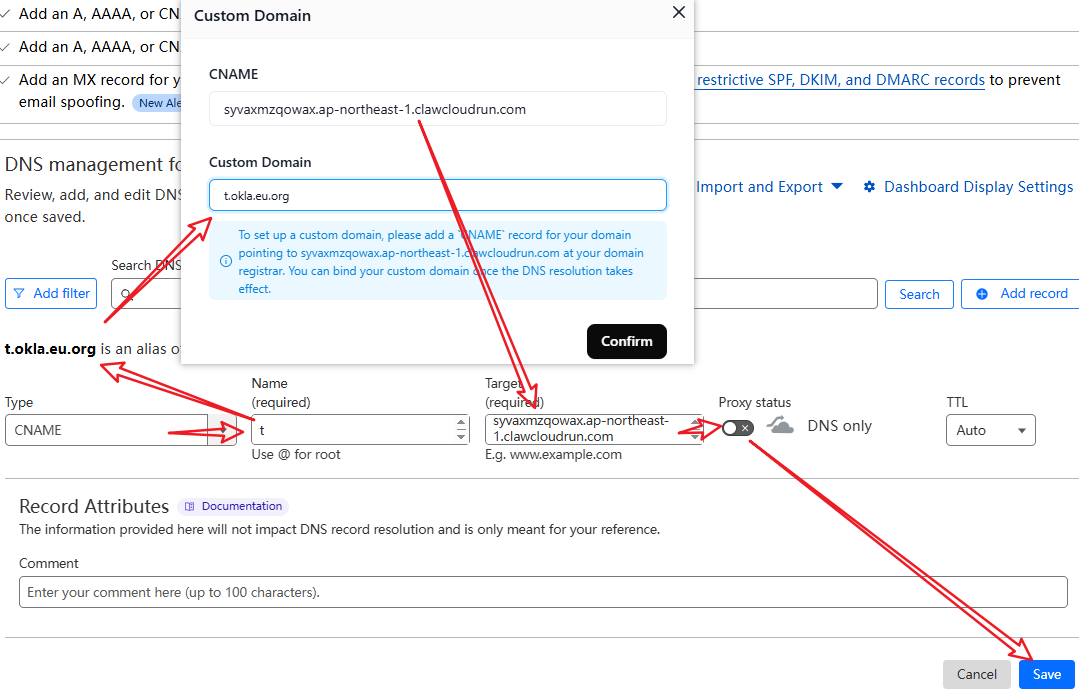 Add an A, AAAA, or CN
Add an A, AAAA, or CN
Add an MX record for y
restrictive SPF, DKIM, and DMARC records to prevent
email spoofing. New Ale
Custom Domain
CNAME
syvaxmzqowax.ap-northeast-1.clawcloudrun.com
Custom Domain
t.okla.eu.org
To set up a custom domain, please add a `CNAME` record for your domain
pointing to syvaxmzqowax.ap-northeast-1.clawcloudrun.com at your domain
registrar. You can bind your custom domain once the DNS resolution takes
effect.
Confirm
DNS management fo
Review, add, and edit DNS
once saved.
Import and Export
Dashboard Display Settings
Search DNS
Add filter
Search
Add record
t.okla.eu.org is an alias o
Type
CNAME
Name
(required)
t
Use @ for root
Target
(required)
syvaxmzqowax.ap-northeast-
1.clawcloudrun.com
E.g. www.example.com
Proxy status
DNS only
TTL
Auto
Record Attributes
Documentation
The information provided here will not impact DNS record resolution and is only meant for your reference.
Comment
Enter your comment here (up to 100 characters).
Cancel
Save